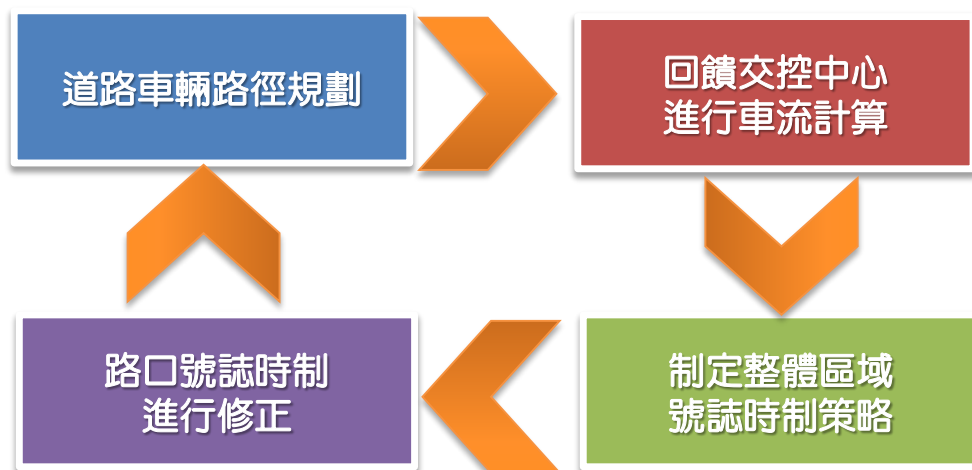 道路車輛路徑規劃
回饋交控中心
進行車流計算
路口號誌時制
進行修正
制定整體區域
號誌時制策略